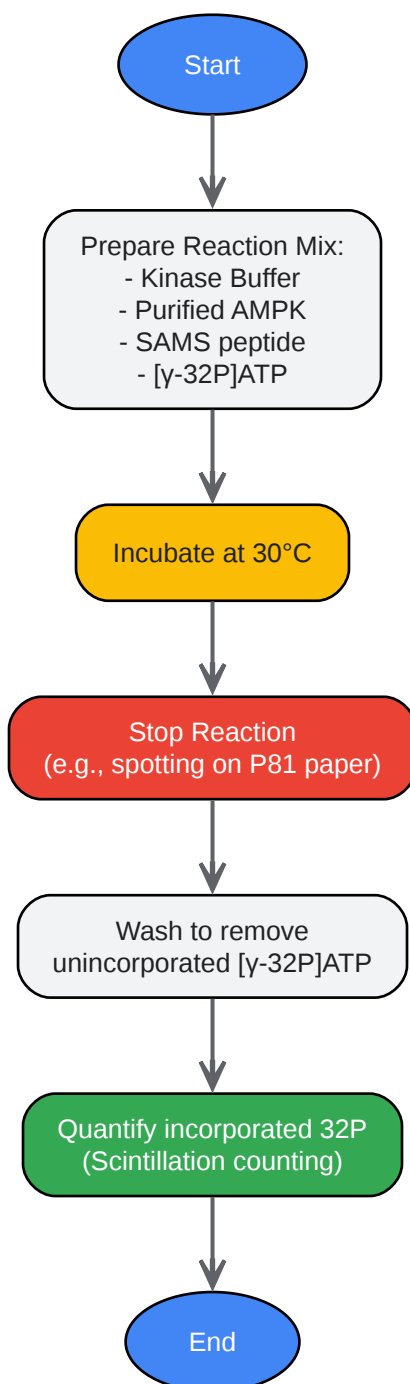 Start
Prepare Reaction Mix:
- Kinase Buffer
- Purified AMPK
- SAMS peptide
- [γ-32P]ATP
Incubate at 30°C
Stop Reaction
(e.g., spotting on P81 paper)
Wash to remove
unincorporated [γ-32P]ATP
Quantify incorporated 32P
(Scintillation counting)
End